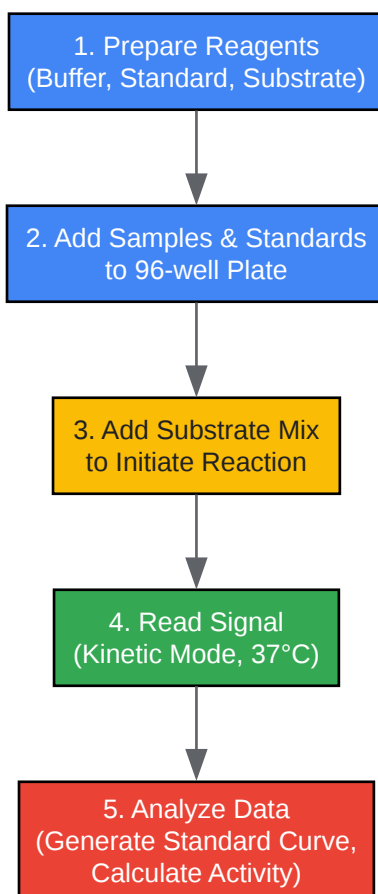 1. Prepare Reagents
(Buffer, Standard, Substrate)
2. Add Samples & Standards
to 96-well Plate
3. Add Substrate Mix
to Initiate Reaction
4. Read Signal
(Kinetic Mode, 37°C)
5. Analyze Data
(Generate Standard Curve,
Calculate Activity)